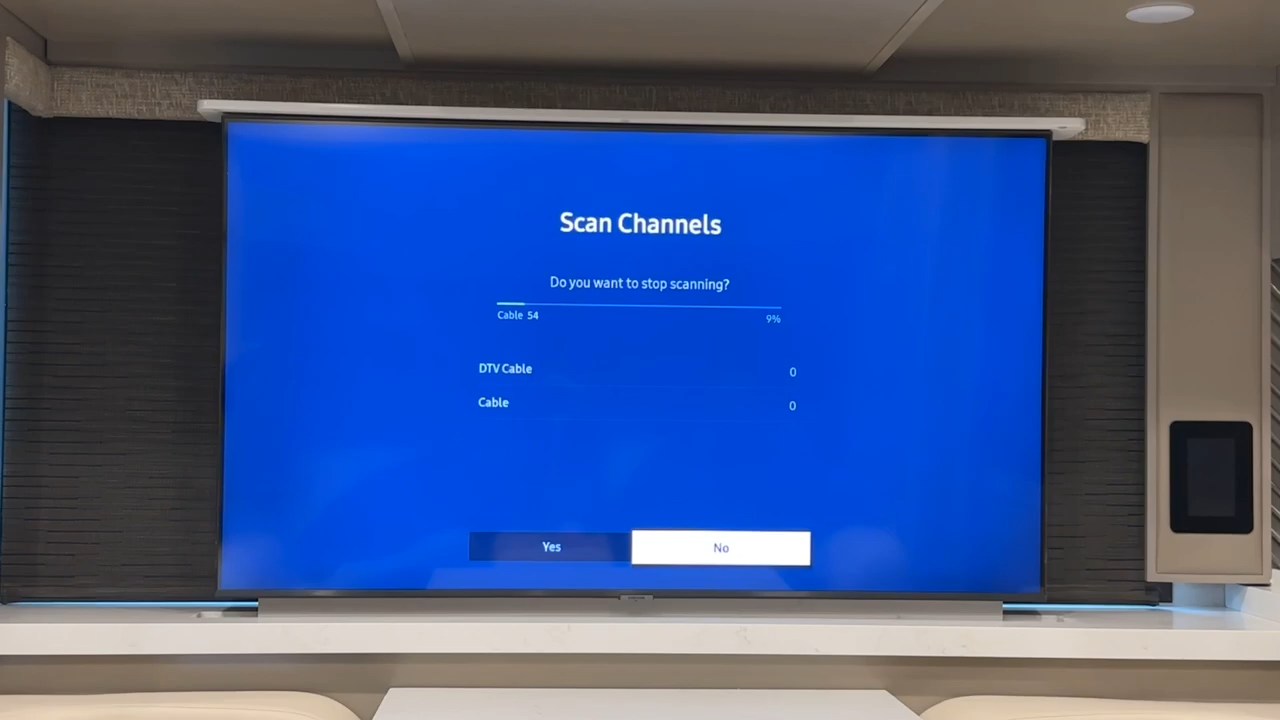 Scan Channels
Do you want to stop scanning?
Cable 54 9%
DTV Cable 0
Cable 0
Yes No